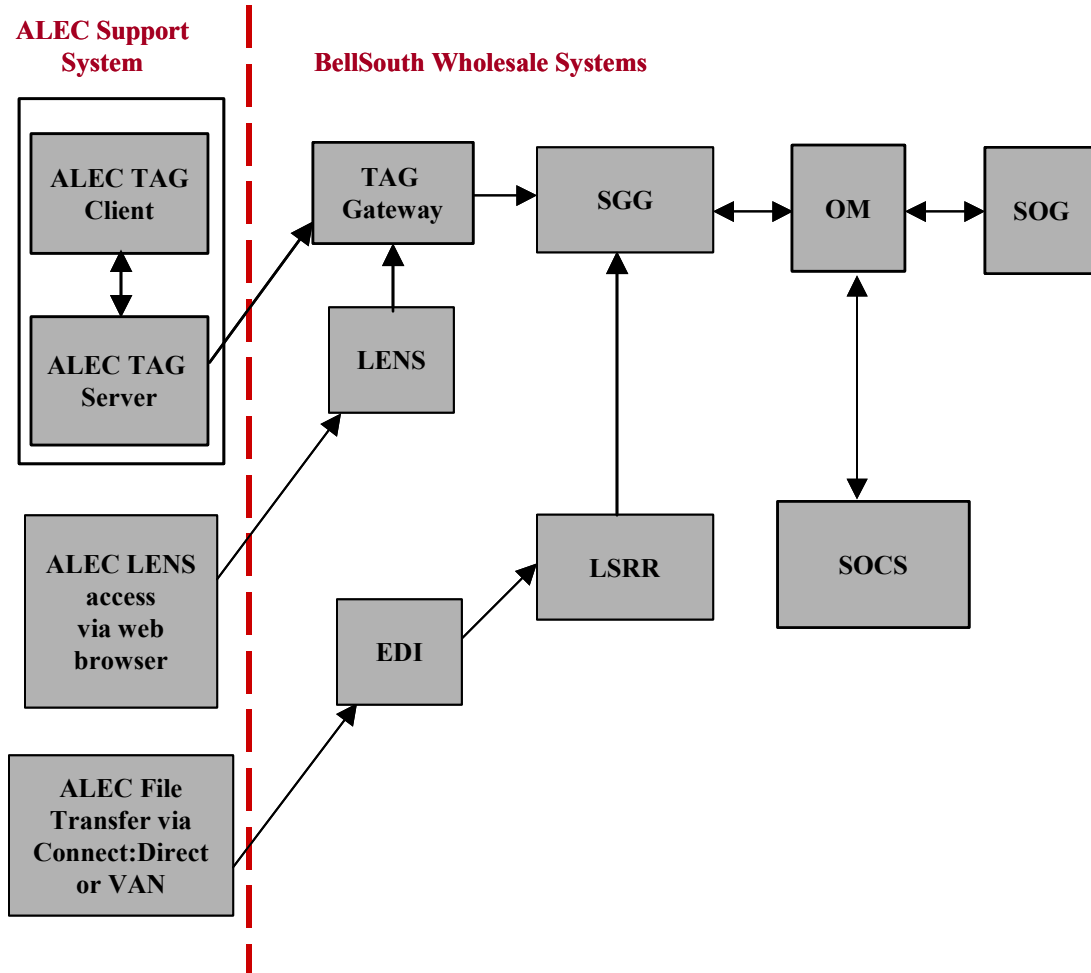 ALEC Support
System
BellSouth Wholesale Systems
ALEC TAG
Client
TAG
Gateway
SGG
OM
SOG
ALEC TAG
Server
LENS
ALEC LENS
access
via web
browser
LSRR
SOCS
EDI
ALEC File
Transfer via
Connect:Direct
or VAN